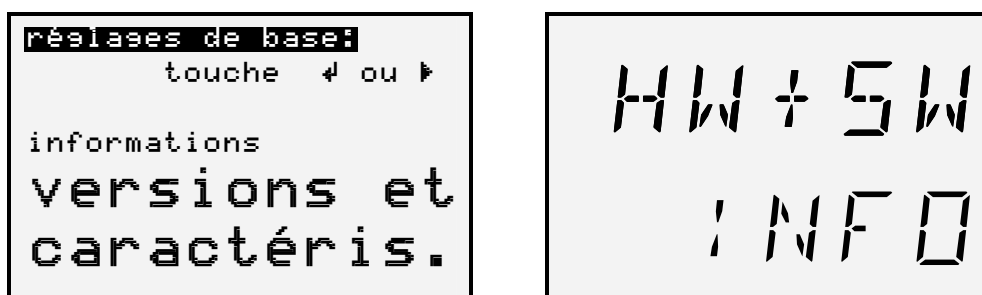 réglages de base:
touche ↲ ou ▶
informations
versions et
caractéris.
HW+SW
INFO